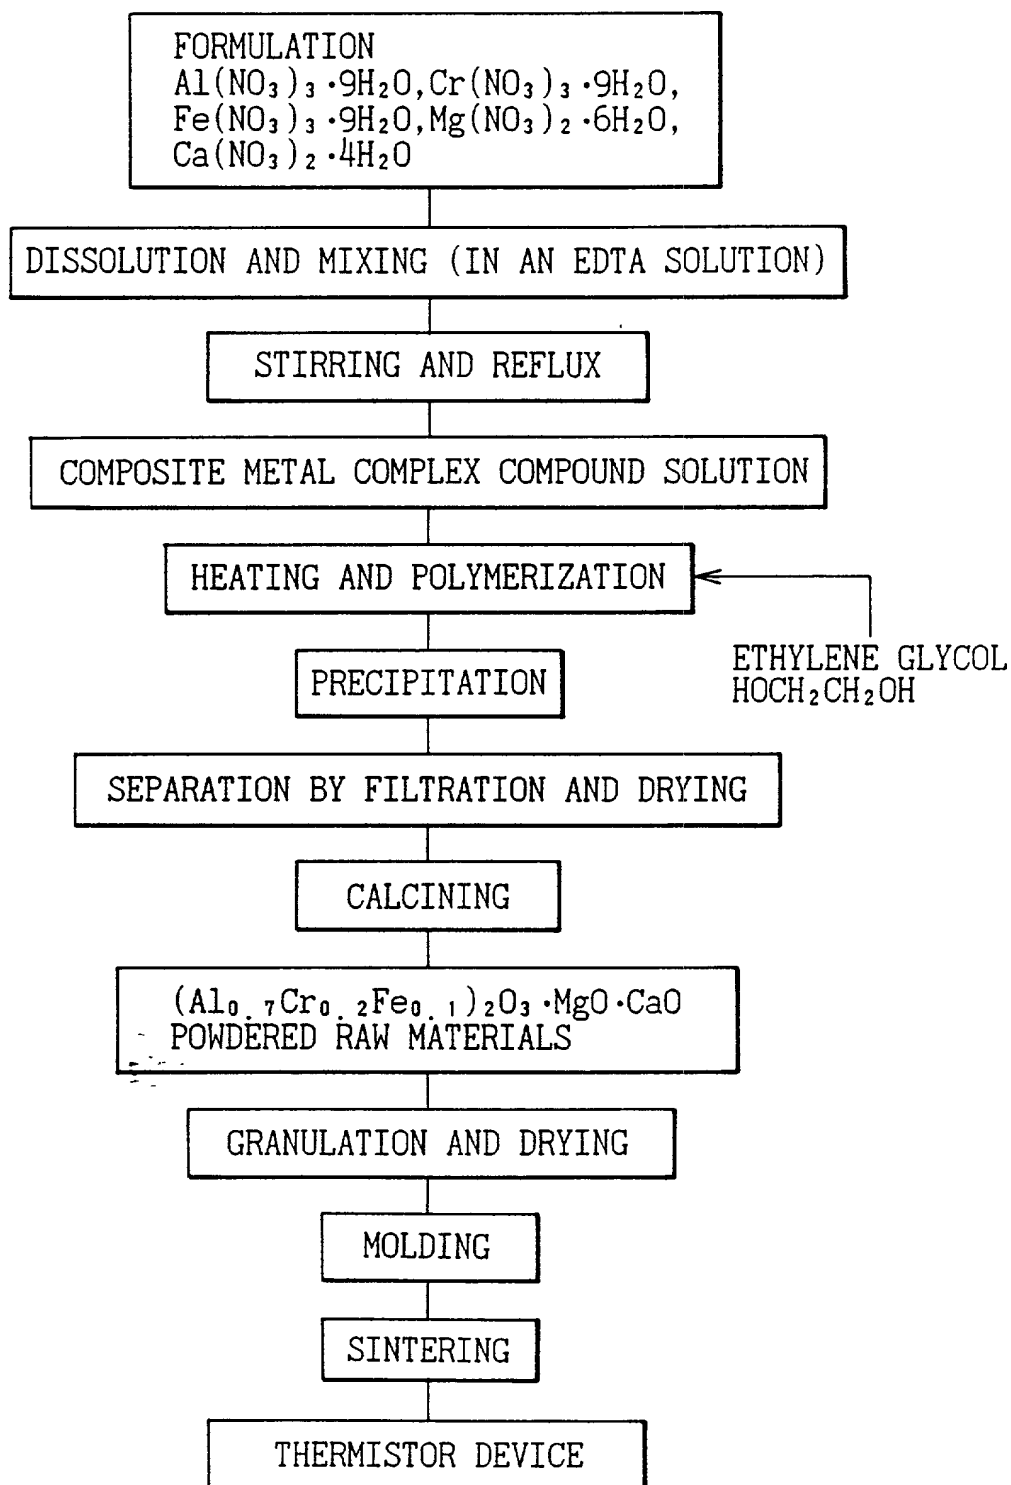 FORMULATION
Al(NO₃)₃·9H₂O,Cr(NO₃)₃·9H₂O,
Fe(NO₃)₃·9H₂O,Mg(NO₃)₂·6H₂O,
Ca(NO₃)₂·4H₂O
DISSOLUTION AND MIXING (IN AN EDTA SOLUTION)
STIRRING AND REFLUX
COMPOSITE METAL COMPLEX COMPOUND SOLUTION
HEATING AND POLYMERIZATION
ETHYLENE GLYCOL
HOCH₂CH₂OH
PRECIPITATION
SEPARATION BY FILTRATION AND DRYING
CALCINING
(Al₀.₇Cr₀.₂Fe₀.₁)₂O₃·MgO·CaO
POWDERED RAW MATERIALS
GRANULATION AND DRYING
MOLDING
SINTERING
THERMISTOR DEVICE